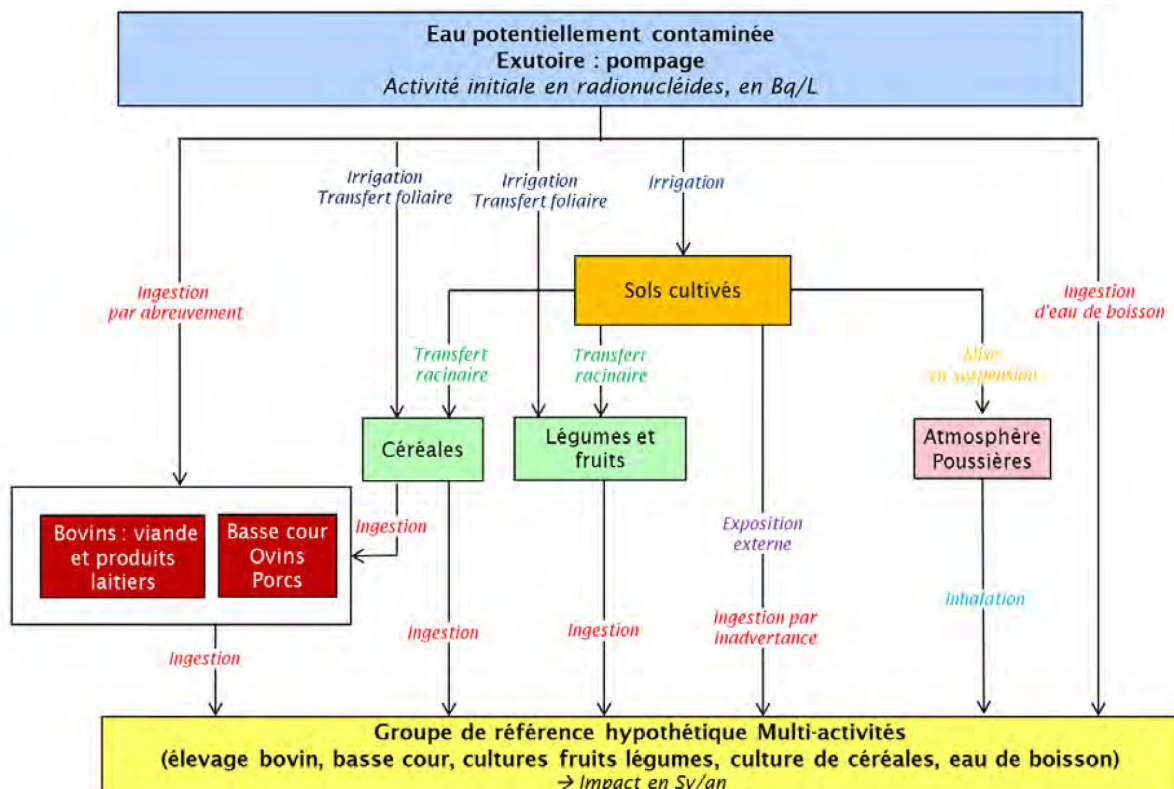 Eau potentiellement contaminée
Exutoire : pompage
Activité initiale en radionucléides, en Bq/L
Irrigation
Transfert foliaire
Irrigation
Transfert foliaire
Irrigation
Ingestion
par abreuvement
Sols cultivés
Ingestion
d'eau de boisson
Transfert
racinaire
Transfert
racinaire
Mise
en suspension
Céréales
Légumes et
fruits
Atmosphère
Poussières
Bovins : viande
et produits
laitiers
Basse cour
Ovins
Porcs
Ingestion
Exposition
externe
Inhalation
Ingestion
Ingestion
Ingestion
Ingestion par
inadvertance
Groupe de référence hypothétique Multi-activités
(élevage bovin, basse cour, cultures fruits légumes, culture de céréales, eau de boisson)
→ Impact en Sv/an